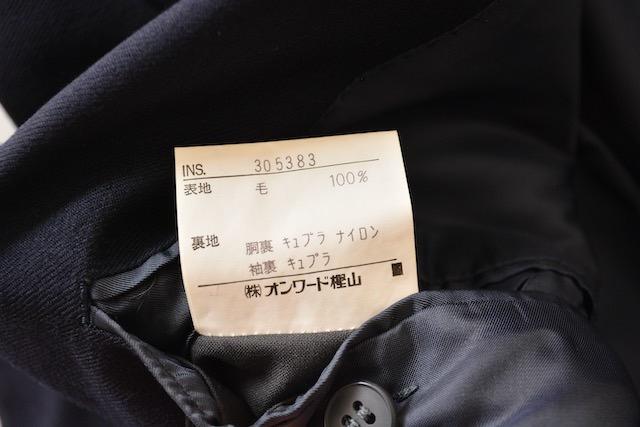 INS. 305383
表地 毛 100%
裏地 胴裏 キュプラ ナイロン
袖裏 キュプラ
(株)オンワード樫山